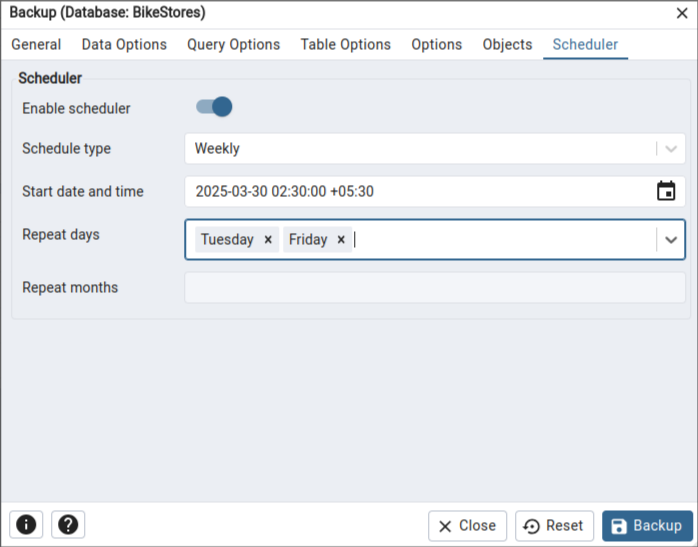 Backup (Database: BikeStores)
General Data Options Query Options Table Options Options Objects Scheduler
Scheduler
Enable scheduler
Schedule type Weekly
Start date and time 2025-03-30 02:30:00 +05:30
Repeat days Tuesday × Friday ×
Repeat months
Close Reset Backup